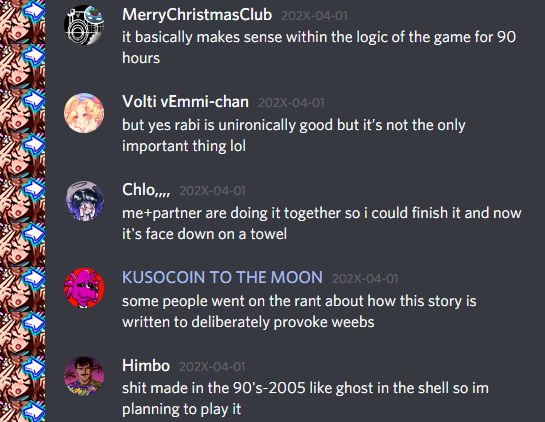 MerryChristmasClub 202X-04-01
it basically makes sense within the logic of the game for 90
hours
Volti vEmmi-chan 202X-04-01
but yes rabi is unironically good but it’s not the only
important thing lol
Chlo,,,, 202X-04-01
me+partner are doing it together so i could finish it and now
it's face down on a towel
KUSOCOIN TO THE MOON 202X-04-01
some people went on the rant about how this story is
written to deliberately provoke weebs
Himbo 202X-04-01
shit made in the 90's-2005 like ghost in the shell so im
planning to play it